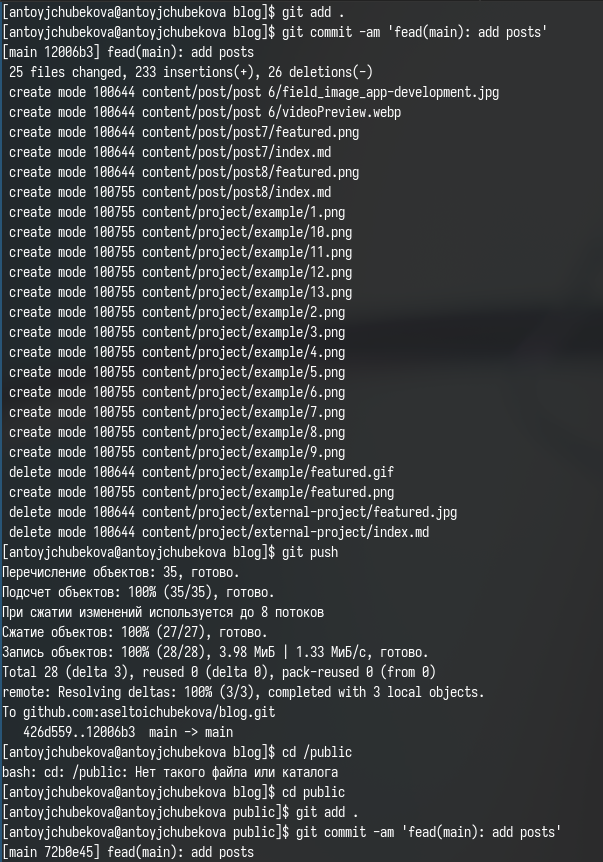 [antoyjchubekova@antoyjchubekova blog]$ git add .
[antoyjchubekova@antoyjchubekova blog]$ git commit -am 'fead(main): add posts'
[main 12006b3] fead(main): add posts
 25 files changed, 233 insertions(+), 26 deletions(-)
 create mode 100644 content/post/post 6/field_image_app-development.jpg
 create mode 100644 content/post/post 6/videoPreview.webp
 create mode 100644 content/post/post7/featured.png
 create mode 100644 content/post/post7/index.md
 create mode 100644 content/post/post8/featured.png
 create mode 100755 content/post/post8/index.md
 create mode 100755 content/project/example/1.png
 create mode 100755 content/project/example/10.png
 create mode 100755 content/project/example/11.png
 create mode 100755 content/project/example/12.png
 create mode 100755 content/project/example/13.png
 create mode 100755 content/project/example/2.png
 create mode 100755 content/project/example/3.png
 create mode 100755 content/project/example/4.png
 create mode 100755 content/project/example/5.png
 create mode 100755 content/project/example/6.png
 create mode 100755 content/project/example/7.png
 create mode 100755 content/project/example/8.png
 create mode 100755 content/project/example/9.png
 delete mode 100644 content/project/example/featured.gif
 create mode 100755 content/project/example/featured.png
 delete mode 100644 content/project/external-project/featured.jpg
 delete mode 100644 content/project/external-project/index.md
[antoyjchubekova@antoyjchubekova blog]$ git push
Перечисление объектов: 35, готово.
Подсчет объектов: 100% (35/35), готово.
При сжатии изменений используется до 8 потоков
Сжатие объектов: 100% (27/27), готово.
Запись объектов: 100% (28/28), 3.98 МиБ | 1.33 МиБ/с, готово.
Total 28 (delta 3), reused 0 (delta 0), pack-reused 0 (from 0)
remote: Resolving deltas: 100% (3/3), completed with 3 local objects.
To github.com:aseltoichubekova/blog.git
   426d559..12006b3  main -> main
[antoyjchubekova@antoyjchubekova blog]$ cd /public
bash: cd: /public: Нет такого файла или каталога
[antoyjchubekova@antoyjchubekova blog]$ cd public
[antoyjchubekova@antoyjchubekova public]$ git add .
[antoyjchubekova@antoyjchubekova public]$ git commit -am 'fead(main): add posts'
[main 72b0e45] fead(main): add posts